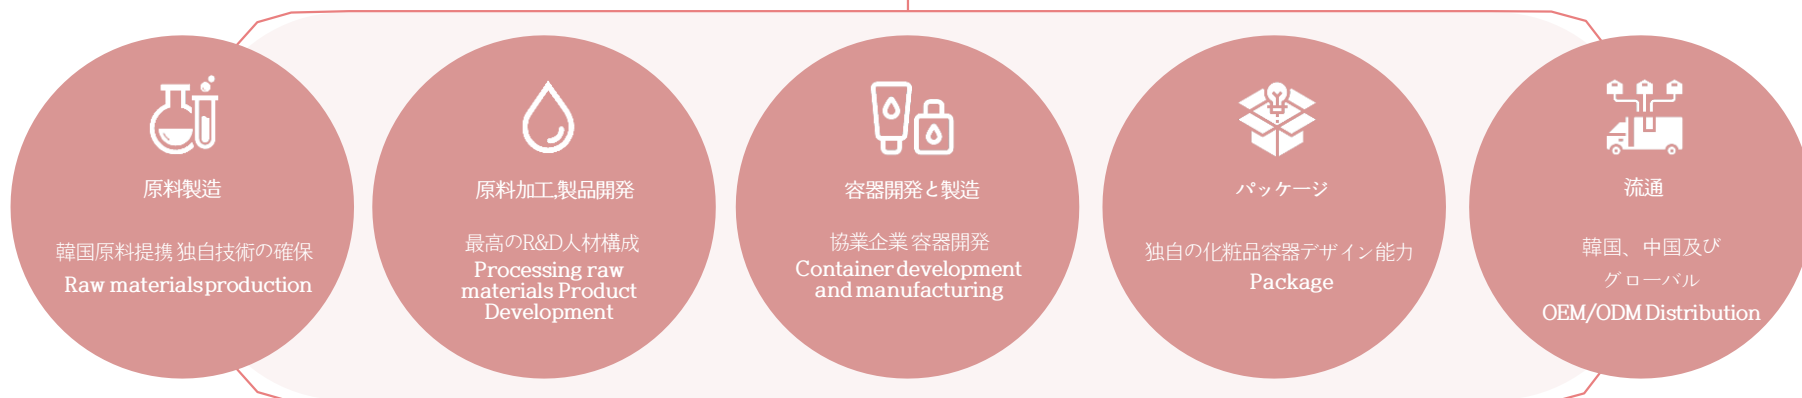 原料製造
韓国原料提携 独自技術の確保
Raw materials production
原料加工,製品開発
最高のR&D人材構成
Processing raw
materials Product
Development
容器開発と製造
協業企業 容器開発
Container development
and manufacturing
パッケージ
独自の化粧品容器デザイン能力
Package
流通
韓国、中国及び
グローバル
OEM/ODM Distribution